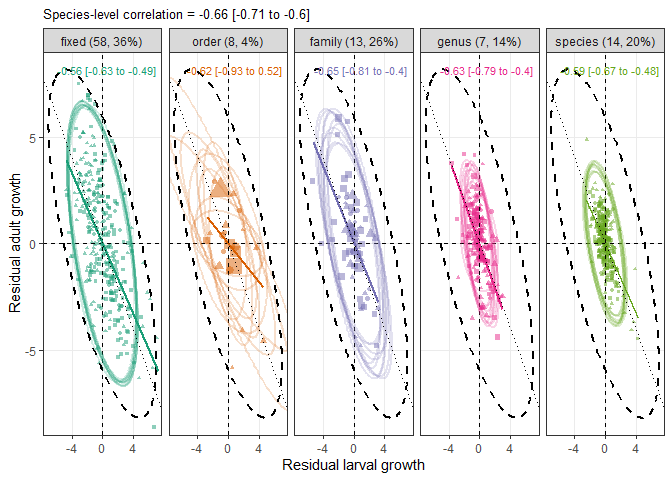 Species-level correlation = -0.66 [-0.71 to -0.6]
fixed (58, 36%)
order (8, 4%)
family (13, 26%)
genus (7, 14%)
species (14, 20%)
-0.56 [-0.63 to -0.49]
-0.62 [-0.93 to 0.52]
-0.65 [-0.81 to -0.4]
-0.63 [-0.79 to -0.4]
-0.59 [-0.67 to -0.48]
Residual adult growth
5
0
-5
-4 0 4
-4 0 4
-4 0 4
-4 0 4
-4 0 4
Residual larval growth